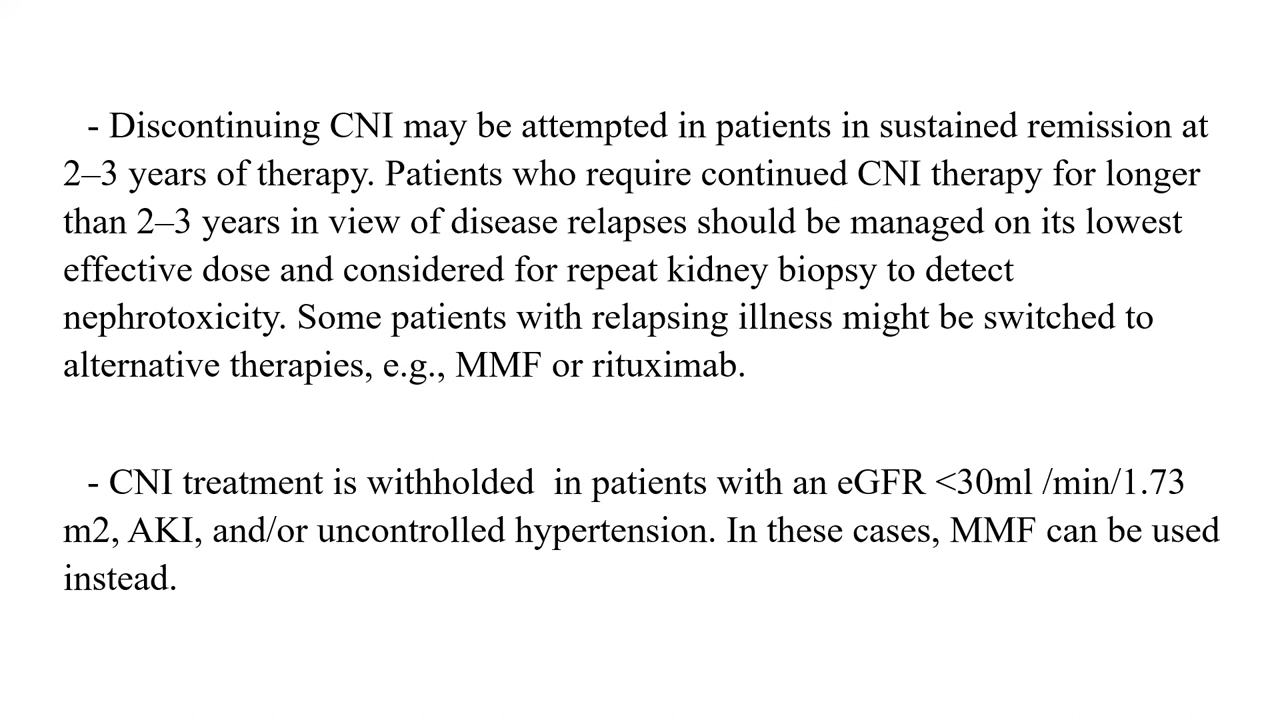 - Discontinuing CNI may be attempted in patients in sustained remission at
2–3 years of therapy. Patients who require continued CNI therapy for longer
than 2–3 years in view of disease relapses should be managed on its lowest
effective dose and considered for repeat kidney biopsy to detect
nephrotoxicity. Some patients with relapsing illness might be switched to
alternative therapies, e.g., MMF or rituximab.
- CNI treatment is withholded  in patients with an eGFR <30ml /min/1.73
m2, AKI, and/or uncontrolled hypertension. In these cases, MMF can be used
instead.